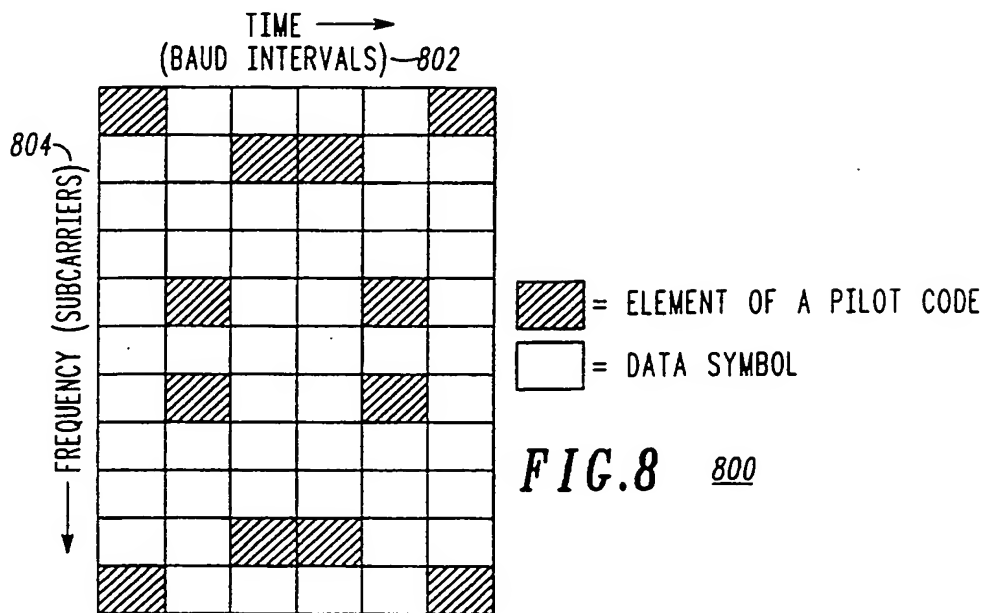 TIME
(BAUD INTERVALS) 802
804
FREQUENCY (SUBCARRIERS)
= ELEMENT OF A PILOT CODE
= DATA SYMBOL
FIG.8 800